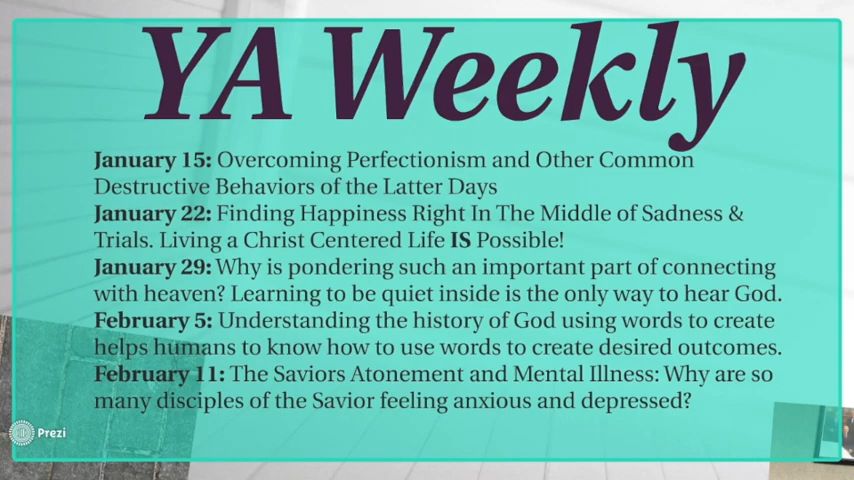 YA Weekly
January 15: Overcoming Perfectionism and Other Common
Destructive Behaviors of the Latter Days
January 22: Finding Happiness Right In The Middle of Sadness &
Trials. Living a Christ Centered Life IS Possible!
January 29: Why is pondering such an important part of connecting
with heaven? Learning to be quiet inside is the only way to hear God.
February 5: Understanding the history of God using words to create
helps humans to know how to use words to create desired outcomes.
February 11: The Saviors Atonement and Mental Illness: Why are so
many disciples of the Savior feeling anxious and depressed?
Prezi